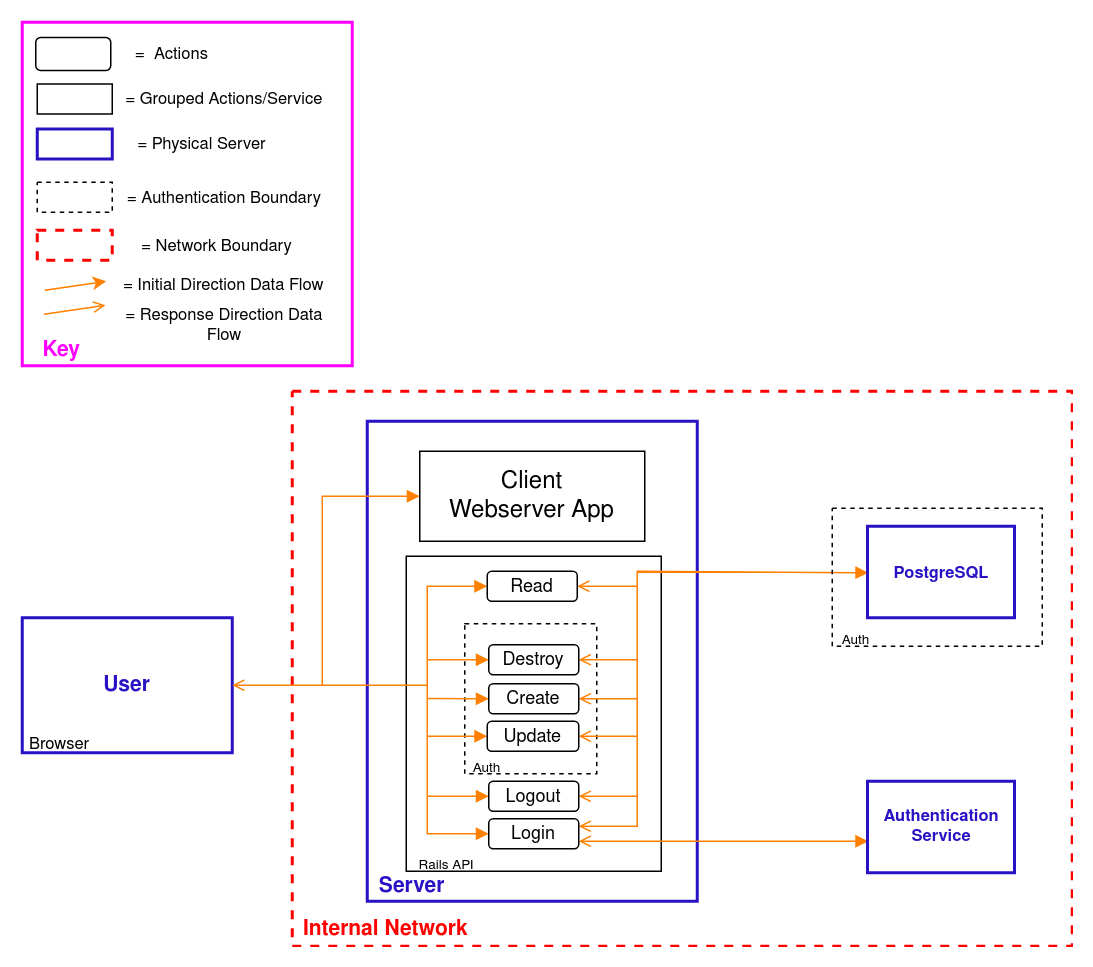 = Actions
= Grouped Actions/Service
= Physical Server
= Authentication Boundary
= Network Boundary
= Initial Direction Data Flow
= Response Direction Data
Flow
Key
Client
Webserver App
Read
Destroy
Create
Update
Auth
Logout
Login
Rails API
Server
Internal Network
User
Browser
PostgreSQL
Auth
Authentication
Service